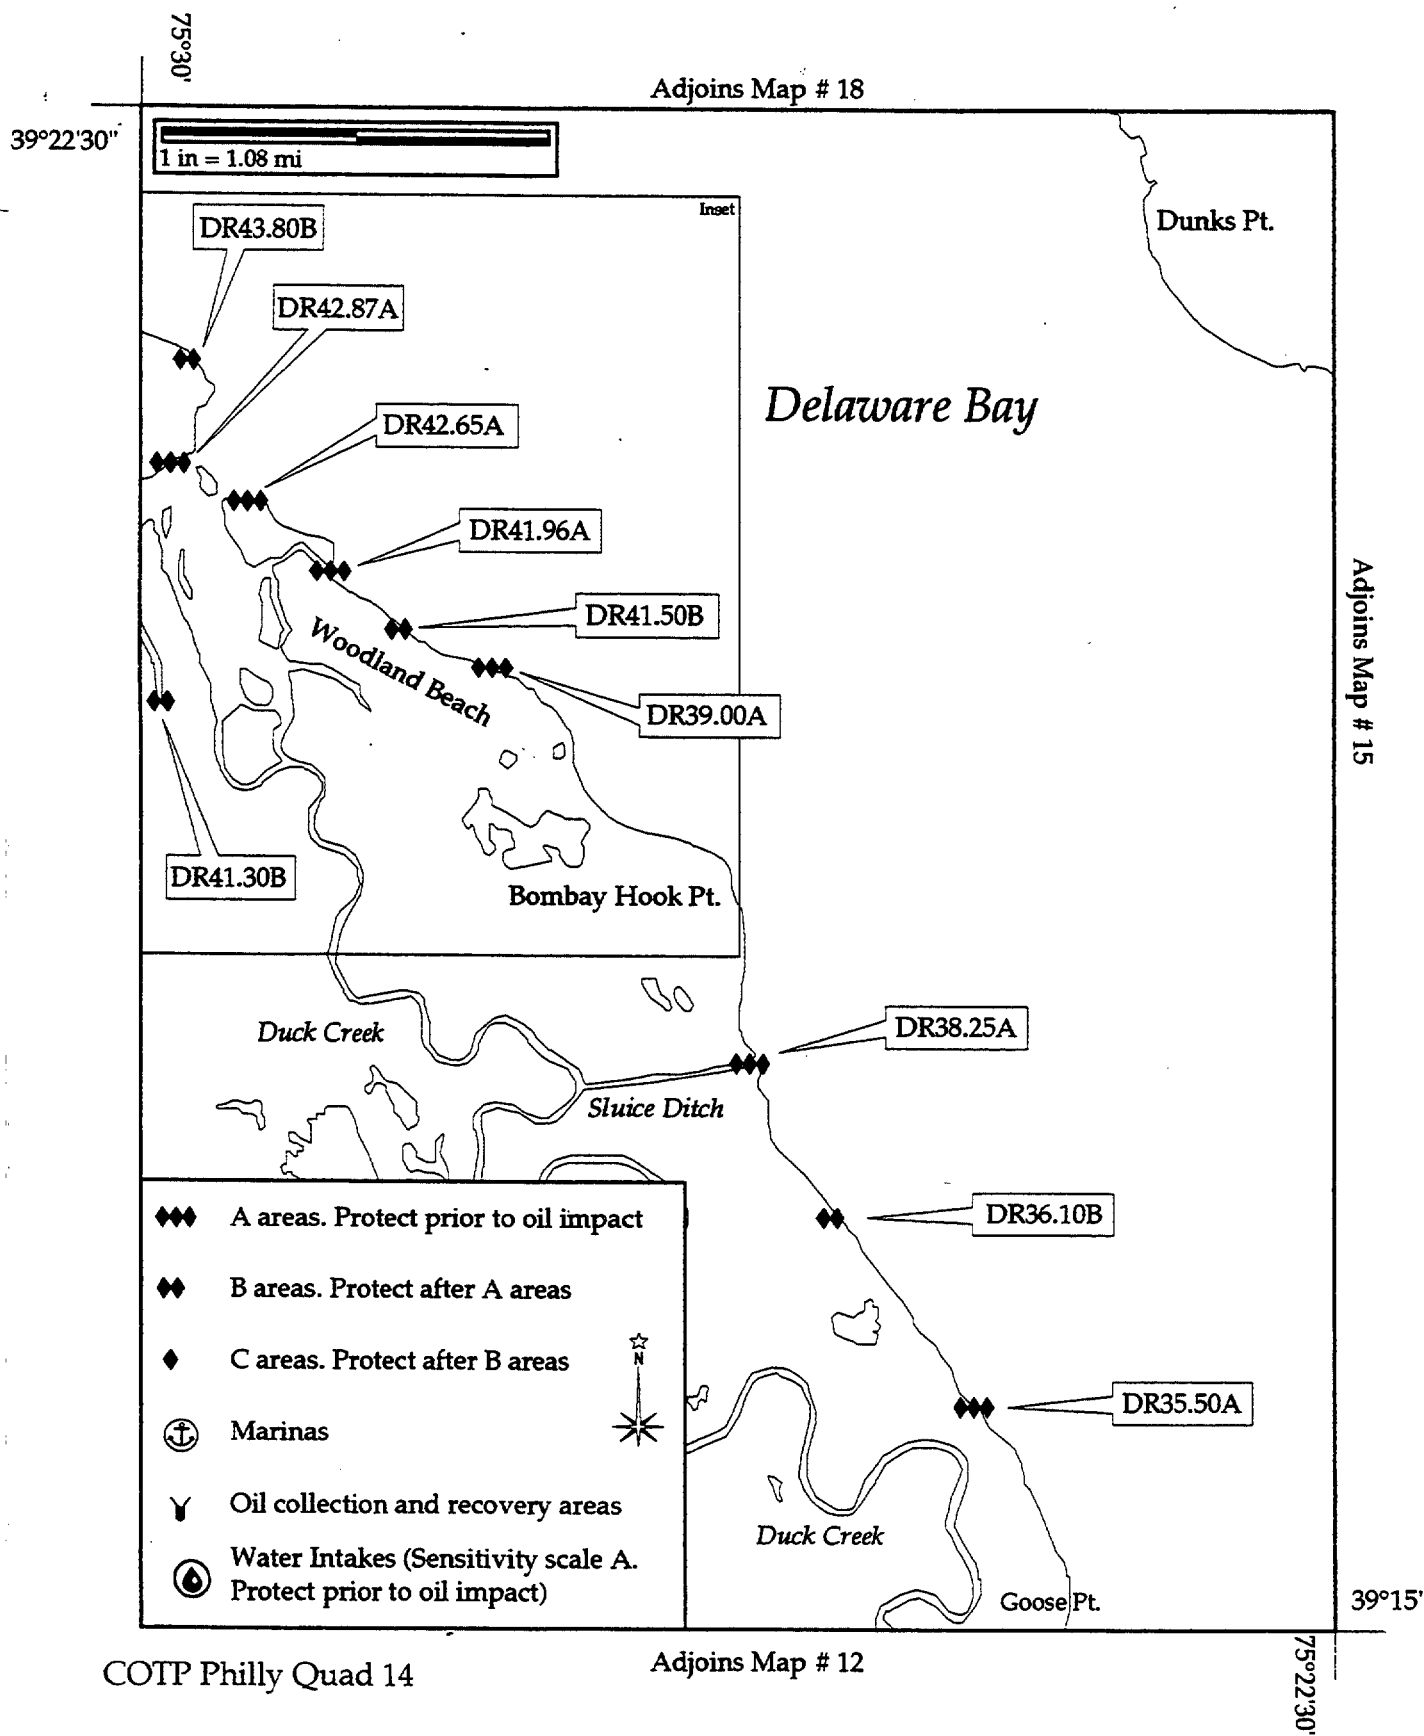 75°30'
Adjoins Map # 18
39°22'30"
1 in = 1.08 mi
Inset
DR43.80B
Dunks Pt.
DR42.87A
Delaware Bay
DR42.65A
DR41.96A
DR41.50B
Woodland Beach
DR39.00A
Adjoins Map # 15
DR41.30B
Bombay Hook Pt.
Duck Creek
DR38.25A
Sluice Ditch
A areas. Protect prior to oil impact
DR36.10B
B areas. Protect after A areas
C areas. Protect after B areas
N
DR35.50A
Marinas
Oil collection and recovery areas
Duck Creek
Water Intakes (Sensitivity scale A.
Protect prior to oil impact)
Goose Pt.
39°15'
75°22'30'
Adjoins Map # 12
COTP Philly Quad 14